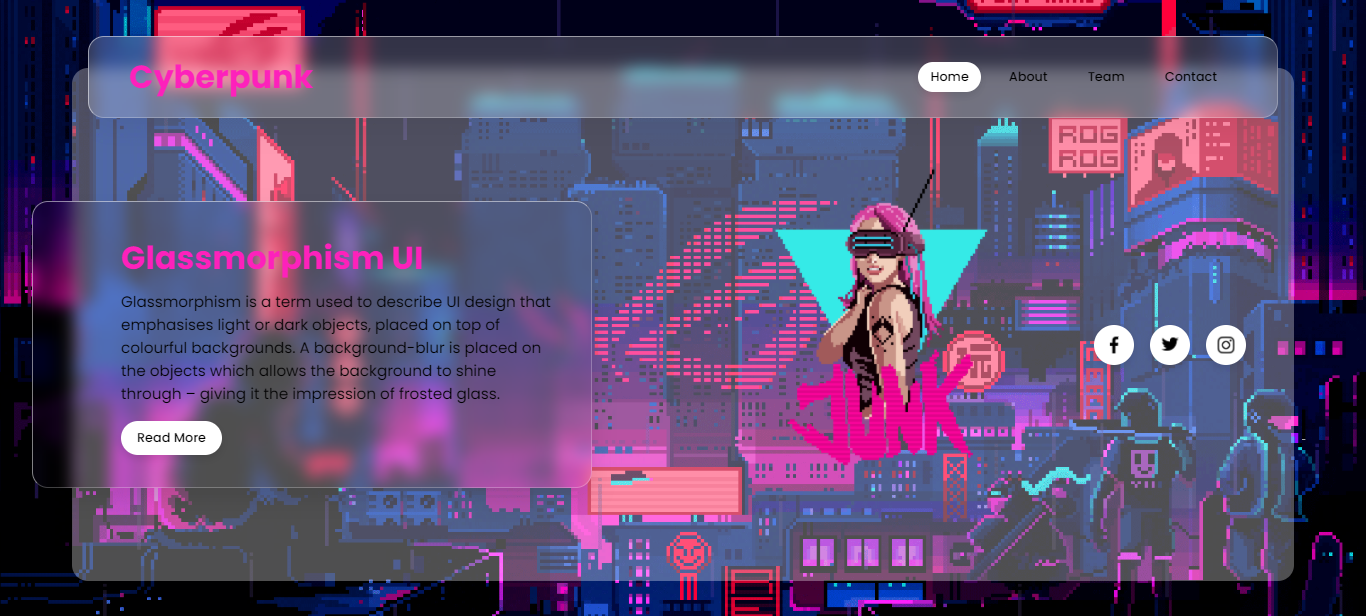 Cyberpunk
Home
About
Team
Contact
ROG
ROG
Glassmorphism UI
Glassmorphism is a term used to describe UI design that
emphasises light or dark objects, placed on top of
colourful backgrounds. A background-blur is placed on
the objects which allows the background to shine
through – giving it the impression of frosted glass.
Read More